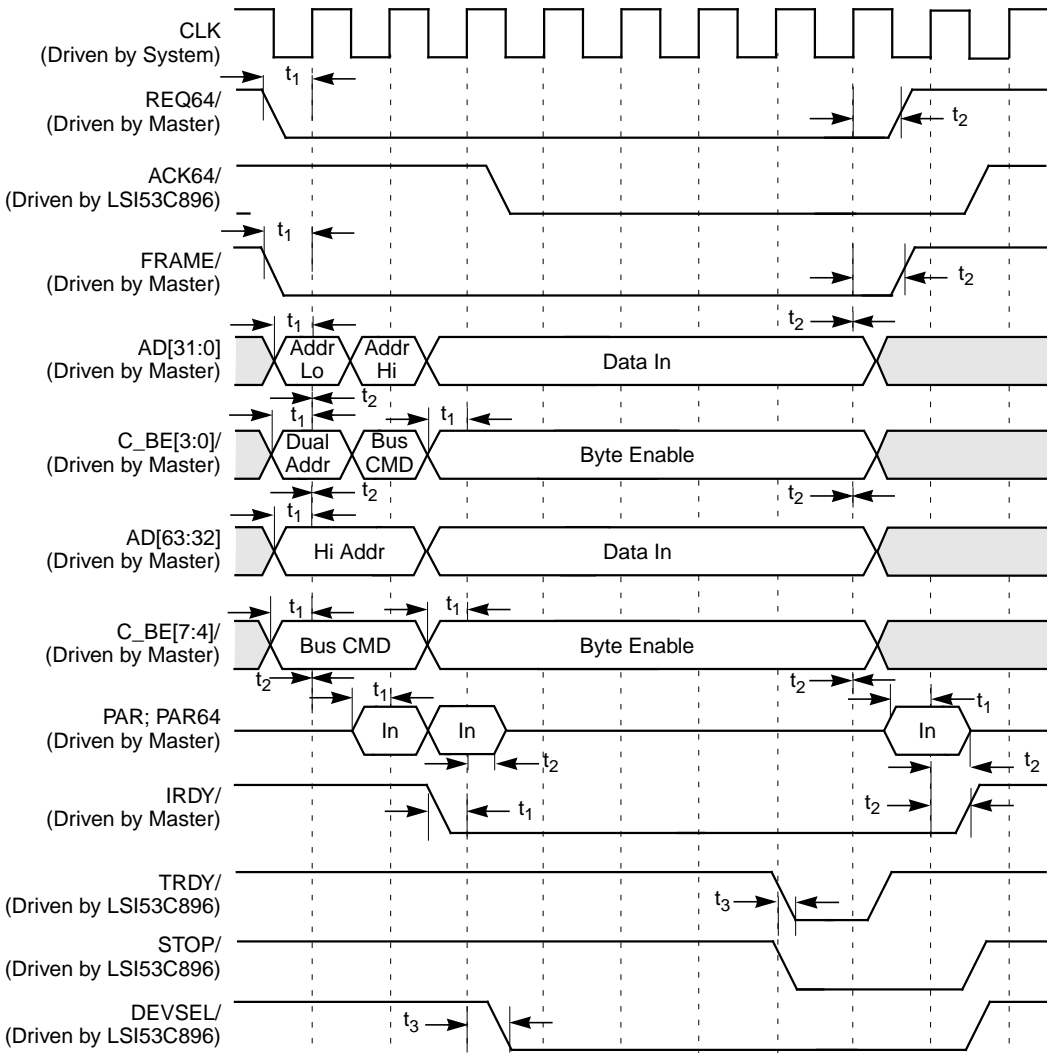 CLK
(Driven by System)
t1
REQ64/
(Driven by Master)
t2
ACK64/
(Driven by LSI53C896)
t1
FRAME/
(Driven by Master)
t2
t2
t1
AD[31:0]
(Driven by Master)
Addr
Lo
Addr
Hi
Data In
t2
t1
t1
C_BE[3:0]/
(Driven by Master)
Dual
Addr
Bus
CMD
Byte Enable
t2
t2
t1
AD[63:32]
(Driven by Master)
Hi Addr
Data In
t1
t1
C_BE[7:4]/
(Driven by Master)
Bus CMD
Byte Enable
t2
t2
t1
t1
PAR; PAR64
(Driven by Master)
In
In
In
t2
t2
IRDY/
(Driven by Master)
t1
t2
TRDY/
(Driven by LSI53C896)
t3
STOP/
(Driven by LSI53C896)
DEVSEL/
(Driven by LSI53C896)
t3